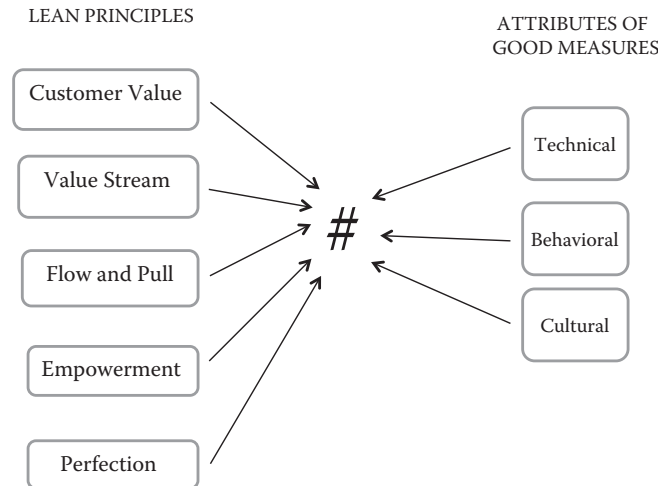 LEAN PRINCIPLES
ATTRIBUTES OF
GOOD MEASURES
Customer Value
Value Stream
Flow and Pull
Empowerment
Perfection
#
Technical
Behavioral
Cultural